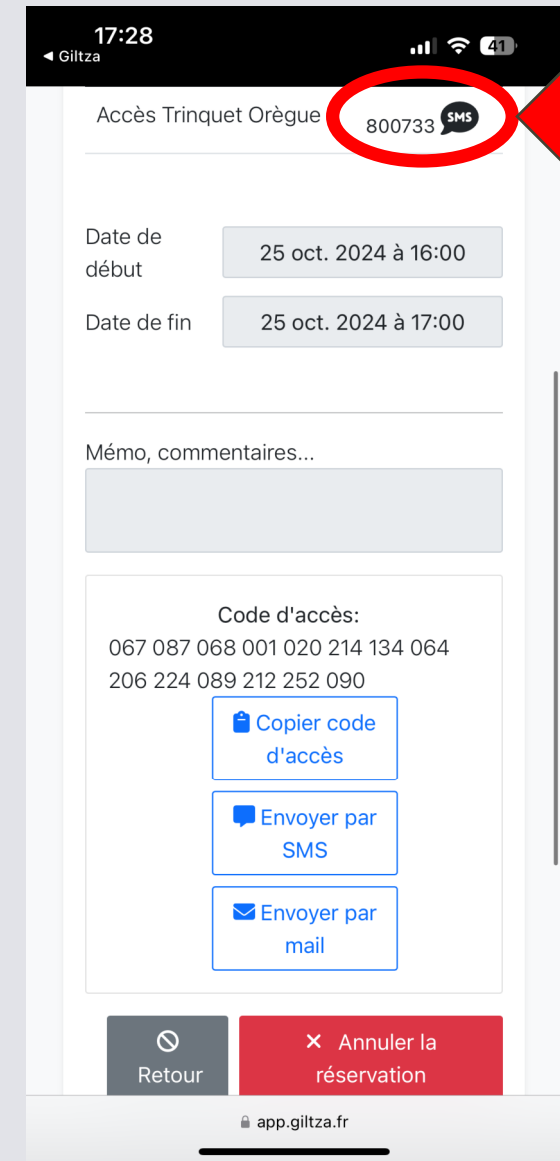 17:28
41
◀ Giltza
Accès Trinquet Orègue 800733 SMS
Date de début 25 oct. 2024 à 16:00
Date de fin 25 oct. 2024 à 17:00
Mémo, commentaires...
Code d'accès:
067 087 068 001 020 214 134 064
206 224 089 212 252 090
Copier code
d'accès
Envoyer par
SMS
Envoyer par
mail
Retour
× Annuler la
réservation
app.giltza.fr